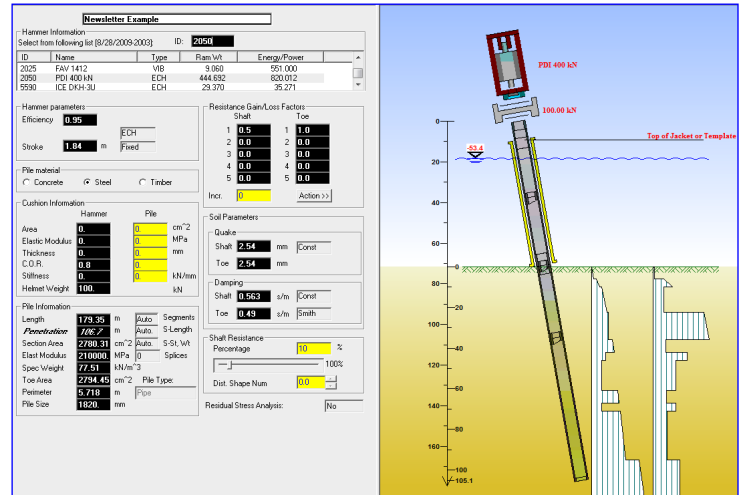 Newsletter Example
Hammer Information
Select from following list (8/28/2009-2003): ID: 2050
ID Name Type Ram Wt Energy/Power
2025 FAV 1412 VIB 9.060 551.000
2050 PDI 400 kN ECH 444.692 820.012
5590 ICE DKH-3U ECH 29.370 35.271
Hammer parameters
Efficiency 0.95
ECH
Stroke 1.84 m Fixed
Resistance Gain/Loss Factors
Shaft Toe
1 0.5 1 1.0
2 0.0 2 0.0
3 0.0 3 0.0
4 0.0 4 0.0
5 0.0 5 0.0
Incr. 0 Action >>
Pile material
Concrete Steel Timber
Cushion Information
Hammer Pile
Area 0. 0. cm^2
Elastic Modulus 0. 0. MPa
Thickness 0. 0. mm
C.O.R. 0.8 0.
Stiffness 0. 0. kN/mm
Helmet Weight 100. kN
Soil Parameters
Quake
Shaft 2.54 mm Const
Toe 2.54 mm
Damping
Shaft 0.563 s/m Const
Toe 0.49 s/m Smith
Pile Information
Length 179.35 m Auto Segments
Penetration 106.7 m Auto. S-Length
Section Area 2780.31 cm^2 Auto. S-St, Wt
Elast Modulus 210000. MPa 0 Splices
Spec Weight 77.51 kN/m^3
Toe Area 2794.45 cm^2 Pile Type:
Perimeter 5.718 m Pipe
Pile Size 1820. mm
Shaft Resistance
Percentage 10 %
100%
Dist. Shape Num 0.0
Residual Stress Analysis: No
PDI 400 kN
100.00 kN
0
Top of Jacket or Template
-53.4
20
40
60
0
80
20
100
40
120
60
140
80
160
100
105.1